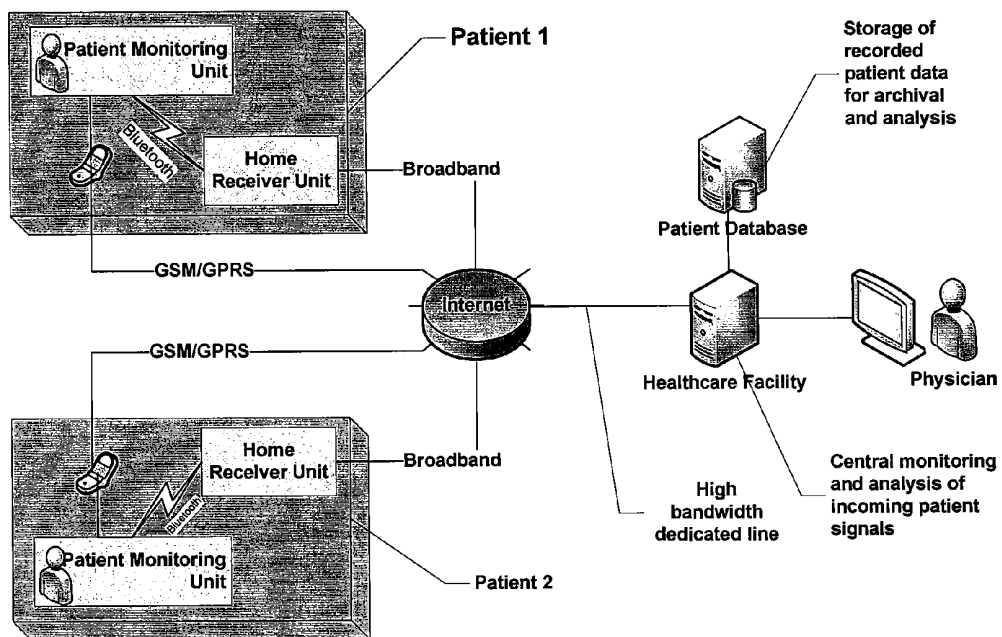 Patient Monitoring
Unit
Bluetooth
Home
Receiver Unit
Patient 1
Broadband
GSM/GPRS
Storage of
recorded
patient data
for archival
and analysis
Patient Database
Internet
Healthcare Facility
Physician
GSM/GPRS
Home
Receiver Unit
Broadband
Bluetooth
Patient Monitoring
Unit
Patient 2
High
bandwidth
dedicated line
Central monitoring
and analysis of
incoming patient
signals